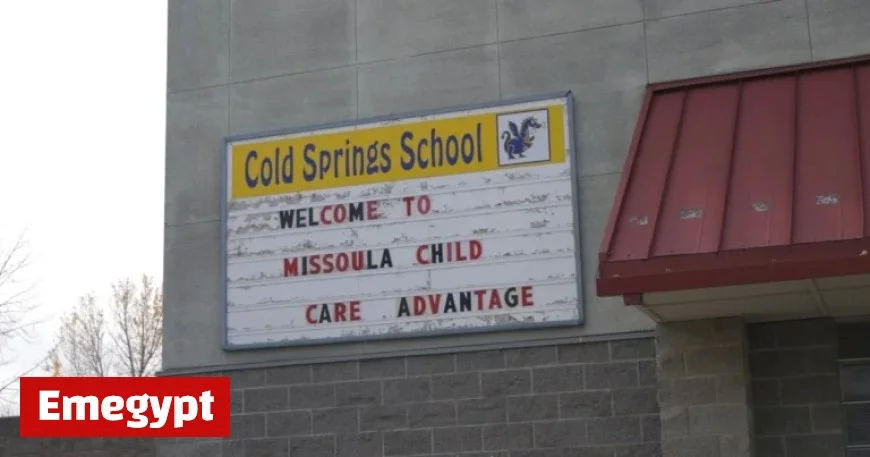 Cold Springs School
WELCOME TO
MISSOULA CHILD
CARE ADVANTAGE
Emegypt